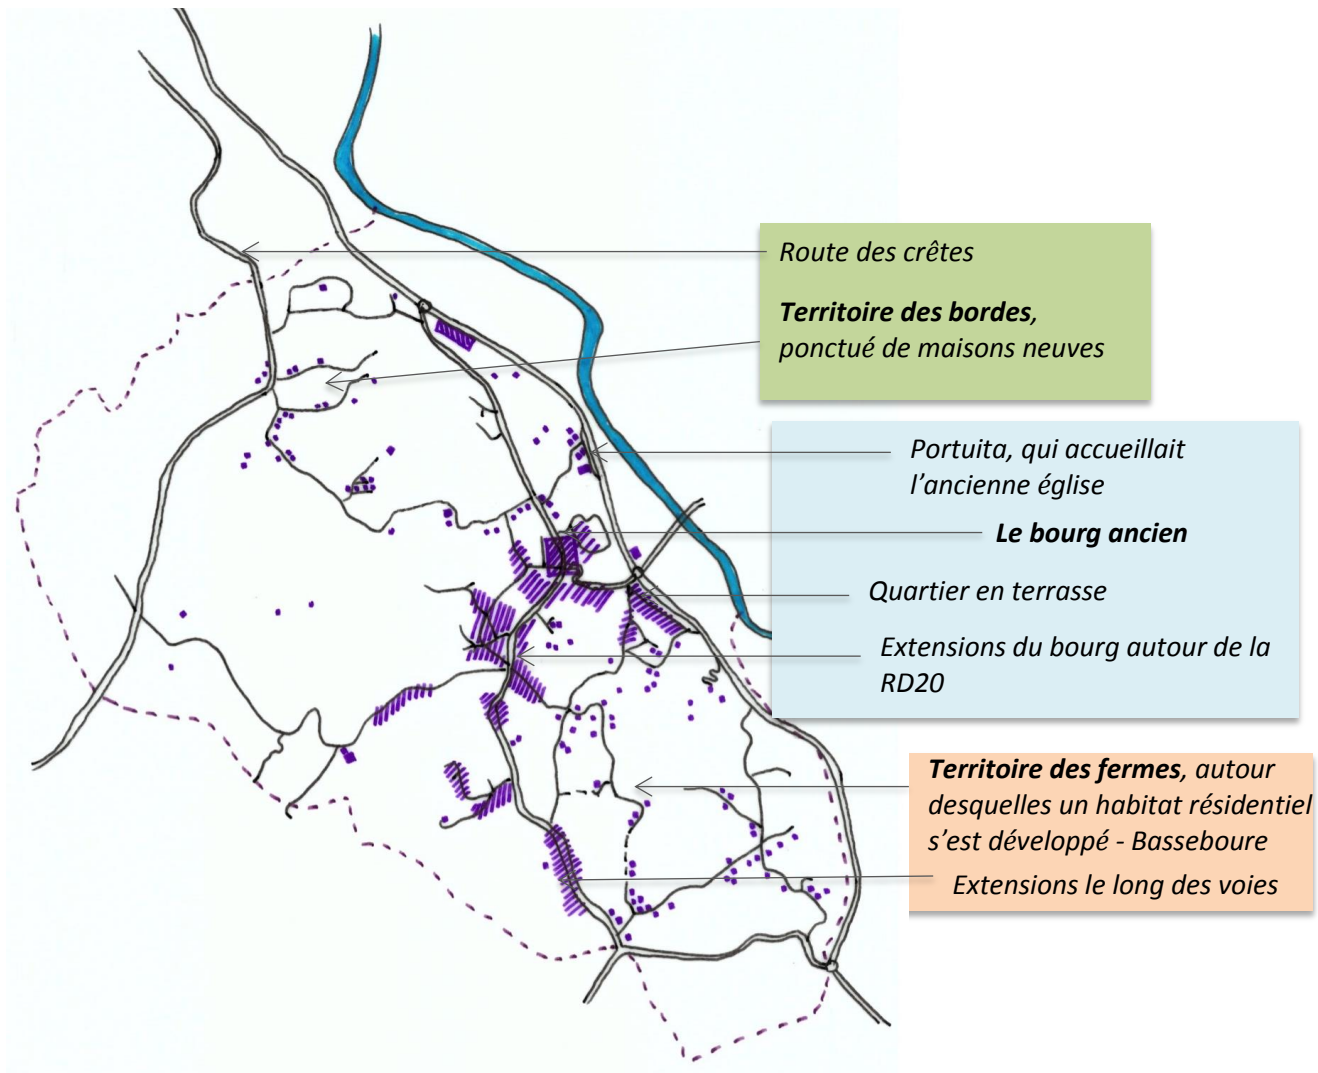 Route des crêtes
Territoire des bordes,
ponctué de maisons neuves
Portuita, qui accueillait
l'ancienne église
Le bourg ancien
Quartier en terrasse
Extensions du bourg autour de la
RD20
Territoire des fermes, autour
desquelles un habitat résidentiel
s'est développé - Basseboure
Extensions le long des voies